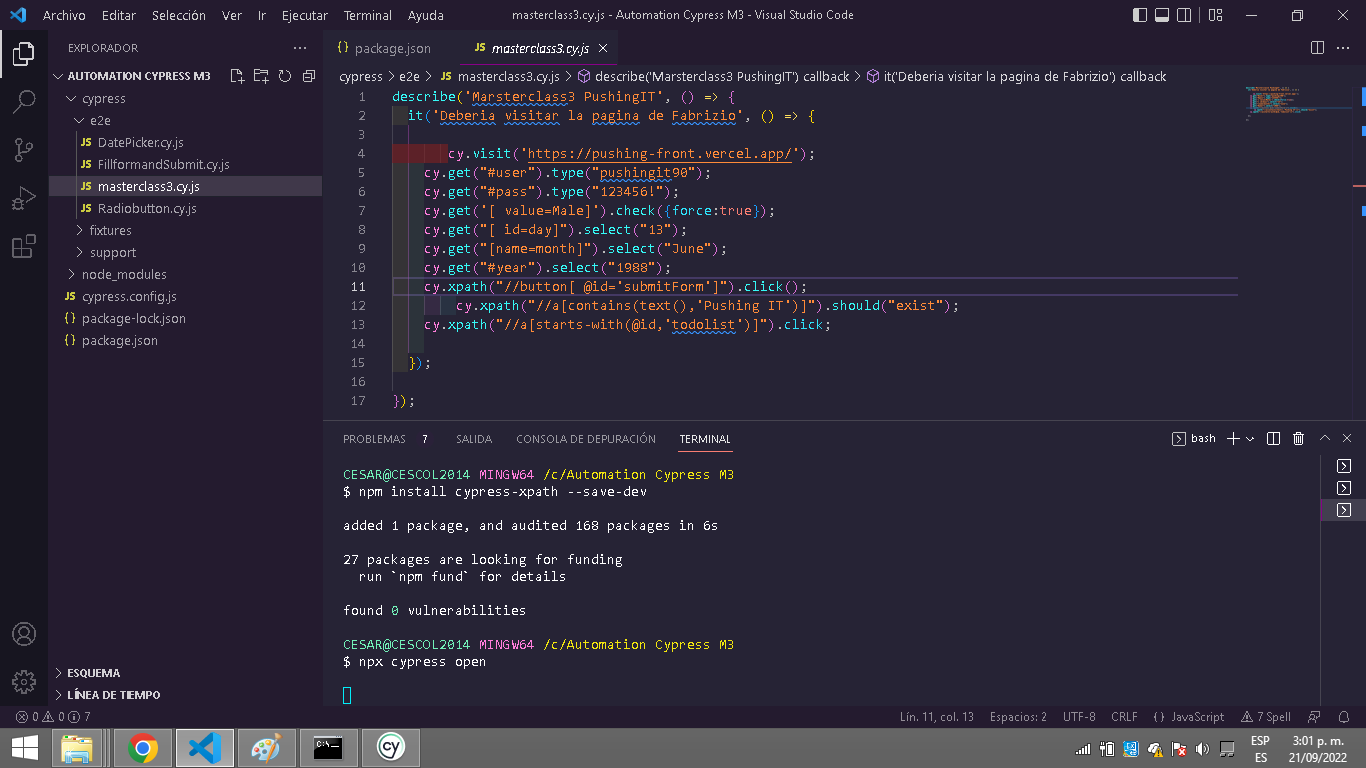 Archivo Editar Selección Ver Ir Ejecutar Terminal Ayuda masterclass3.cy.js - Automation Cypress M3 - Visual Studio Code
EXPLORADOR
AUTOMATION CYPRESS M3
cypress
e2e
JS DatePicker.cy.js
JS FillformandSubmit.cy.js
JS masterclass3.cy.js
JS Radiobutton.cy.js
fixtures
support
node_modules
JS cypress.config.js
{} package-lock.json
{} package.json
ESQUEMA
LÍNEA DE TIEMPO
{} package.json JS masterclass3.cy.js
cypress > e2e > JS masterclass3.cy.js > describe('Marsterclass3 PushingIT') callback > it('Deberia visitar la pagina de Fabrizio') callback
1 describe('Marsterclass3 PushingIT', () => {
2 it('Deberia visitar la pagina de Fabrizio', () => {
3
4 cy.visit('https://pushing-front.vercel.app/');
5 cy.get("#user").type("pushingit90");
6 cy.get("#pass").type("123456!");
7 cy.get('[ value=Male]').check({force:true});
8 cy.get("[ id=day]").select("13");
9 cy.get("[name=month]").select("June");
10 cy.get("#year").select("1988");
11 cy.xpath("//button[ @id='submitForm']").click();
12 cy.xpath("//a[contains(text(),'Pushing IT')]").should("exist");
13 cy.xpath("//a[starts-with(@id,'todolist')]").click;
14
15 });
16
17 });
PROBLEMAS 7 SALIDA CONSOLA DE DEPURACIÓN TERMINAL bash
CESAR@CESCOL2014 MINGW64 /c/Automation Cypress M3
$ npm install cypress-xpath --save-dev
added 1 package, and audited 168 packages in 6s
27 packages are looking for funding
run `npm fund` for details
found 0 vulnerabilities
CESAR@CESCOL2014 MINGW64 /c/Automation Cypress M3
$ npx cypress open
0 0 7 Lín. 11, col. 13 Espacios: 2 UTF-8 CRLF {} JavaScript 7 Spell
C:\. cy ESP 3:01 p. m.
ES 21/09/2022